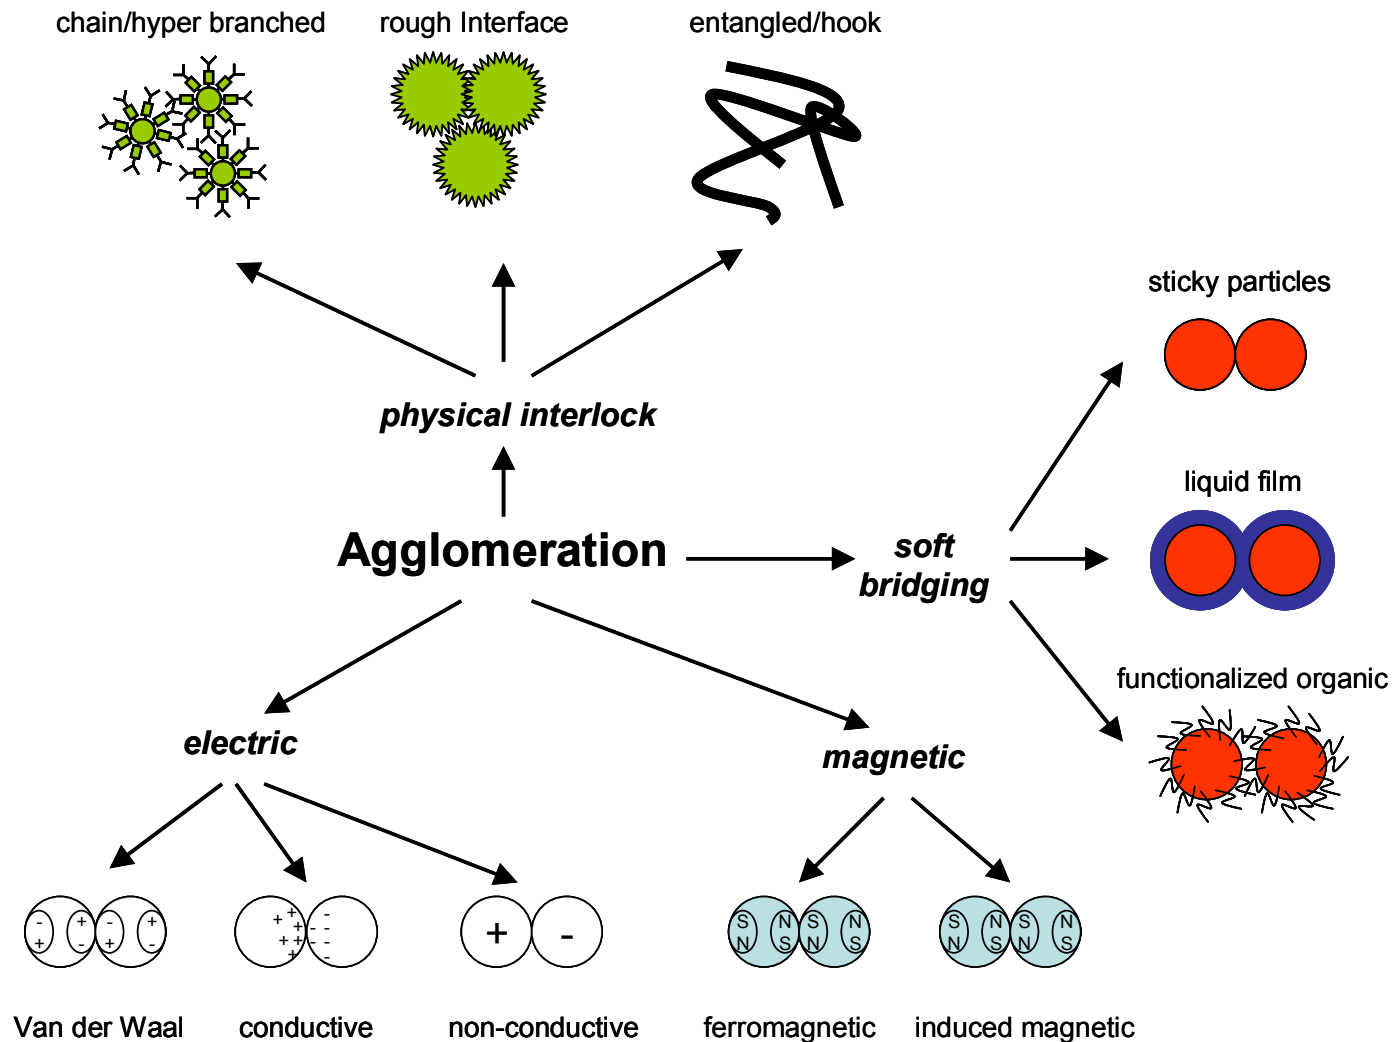 chain/hyper branched
rough Interface
entangled/hook
sticky particles
physical interlock
liquid film
Agglomeration
soft
bridging
functionalized organic
electric
magnetic
- + - +
+ - + -
+ + + + + + +
- - - - - -
+ -
S N S N
N S N S
S N S N
N S N S
Van der Waal
conductive
non-conductive
ferromagnetic
induced magnetic